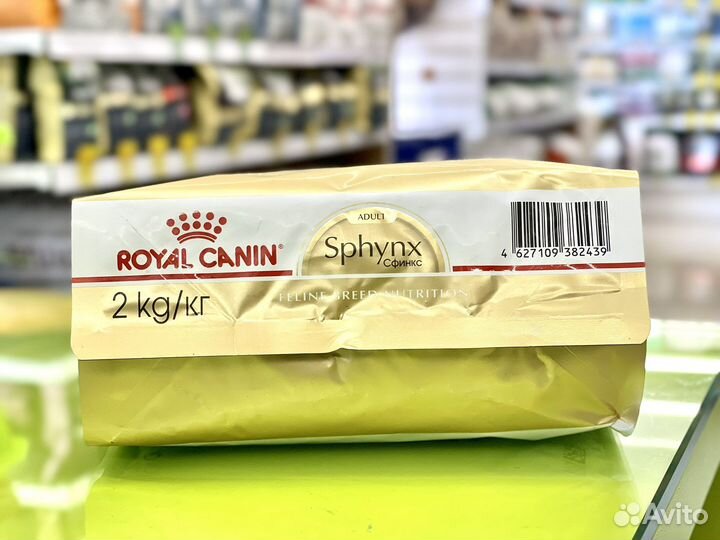 ROYAL CANIN®
ADULT
Sphynx
Сфинкс
4 627109 382439
2 kg/кг
FELINE BREED NUTRITION
Avito